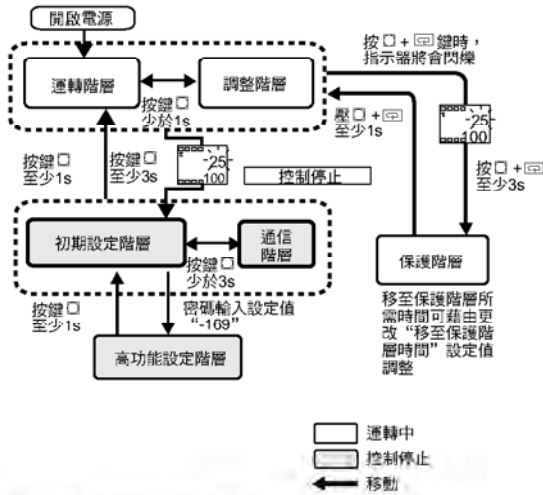 開啟電源
運轉階層
調整階層
按鍵▢
少於1s
按▢+鍵時，
指示器將會閃爍
壓▢+
至少1s
-25
100
按▢+
至少3s
按鍵▢
至少1s
按鍵▢
至少3s
-25
100
控制停止
初期設定階層
通信
階層
按鍵▢
少於3s
保護階層
按鍵▢
至少1s
密碼輸入設定值
“-169”
高功能設定階層
移至保護階層所
需時間可藉由更
改“移至保護階
層時間”設定值
調整
運轉中
控制停止
移動